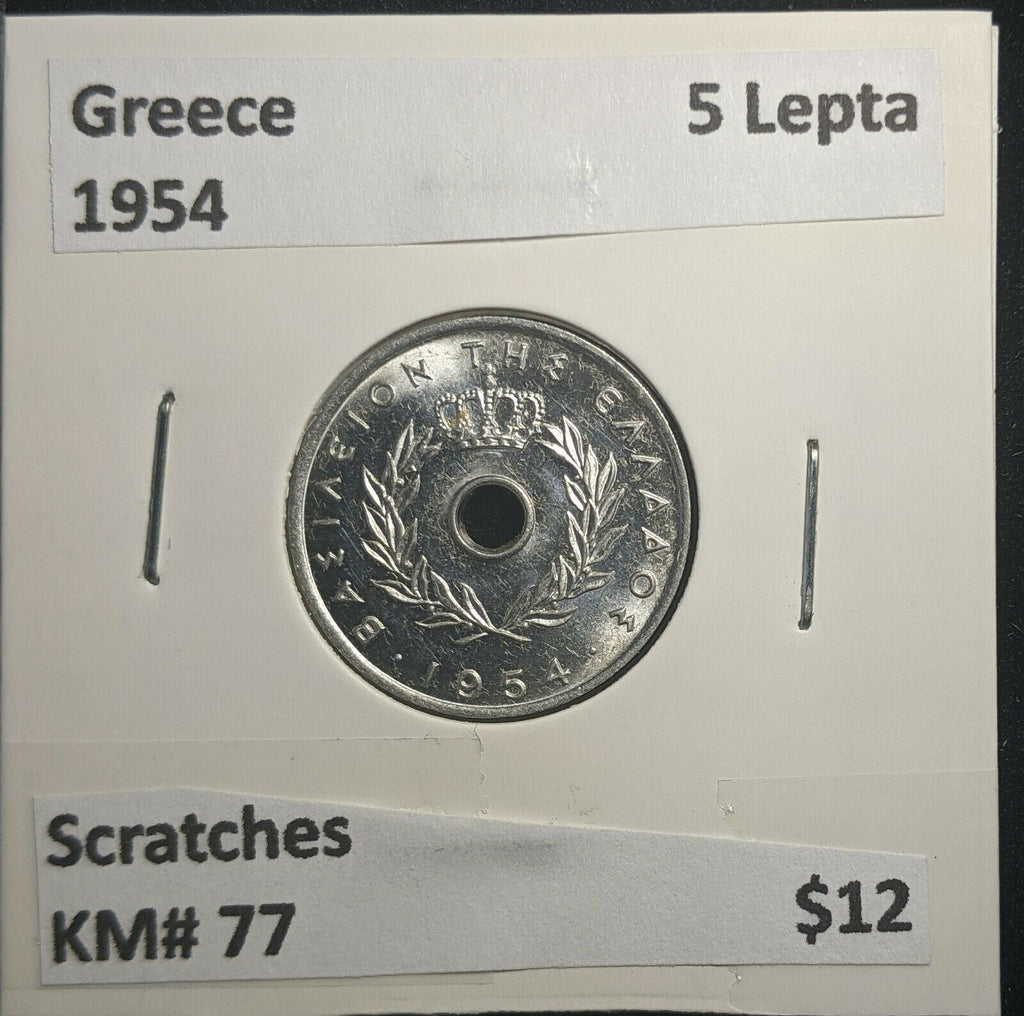 Greece 5 Lepta
1954
ΒΑΣΙΛΕΙΟΝ ΤΗΣ ΕΛΛΑΔΟΣ
· 1954 ·
Scratches
KM# 77 $12